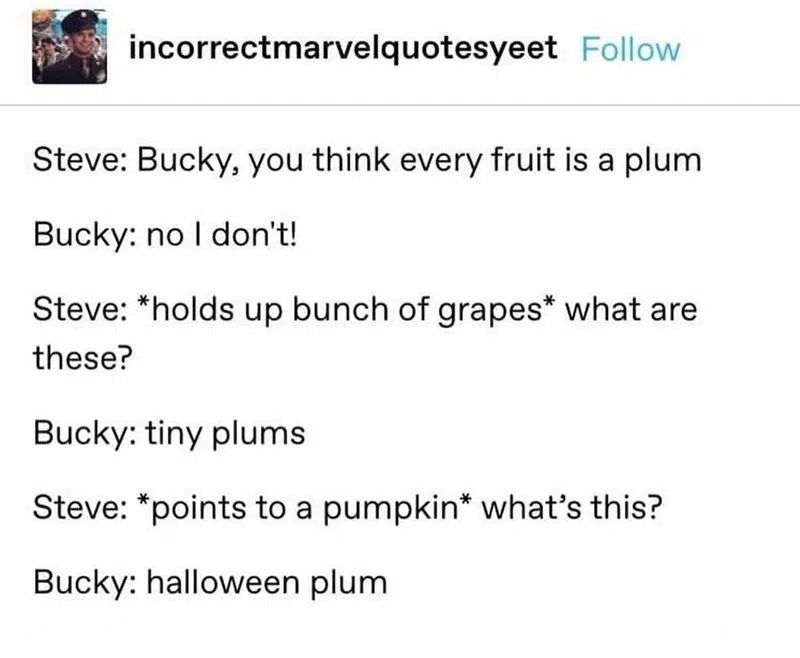 incorrectmarvelquotesyeet Follow
Steve: Bucky, you think every fruit is a plum
Bucky: no I don't!
Steve: *holds up bunch of grapes* what are
these?
Bucky: tiny plums
Steve: *points to a pumpkin* what’s this?
Bucky: halloween plum